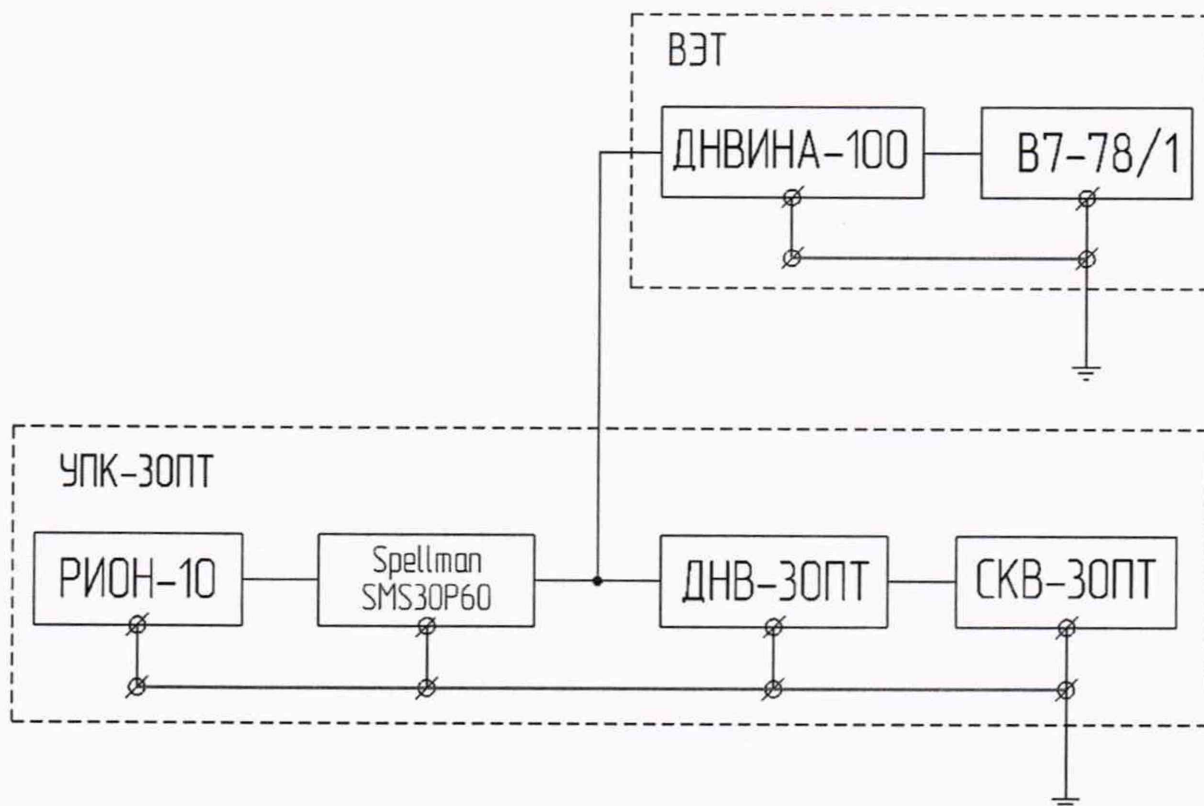 ВЭТ
ДНВИНА-100
В7-78/1
УПК-30ПТ
РИОН-10
Spellman
SMS30P60
ДНВ-30ПТ
СКВ-30ПТ